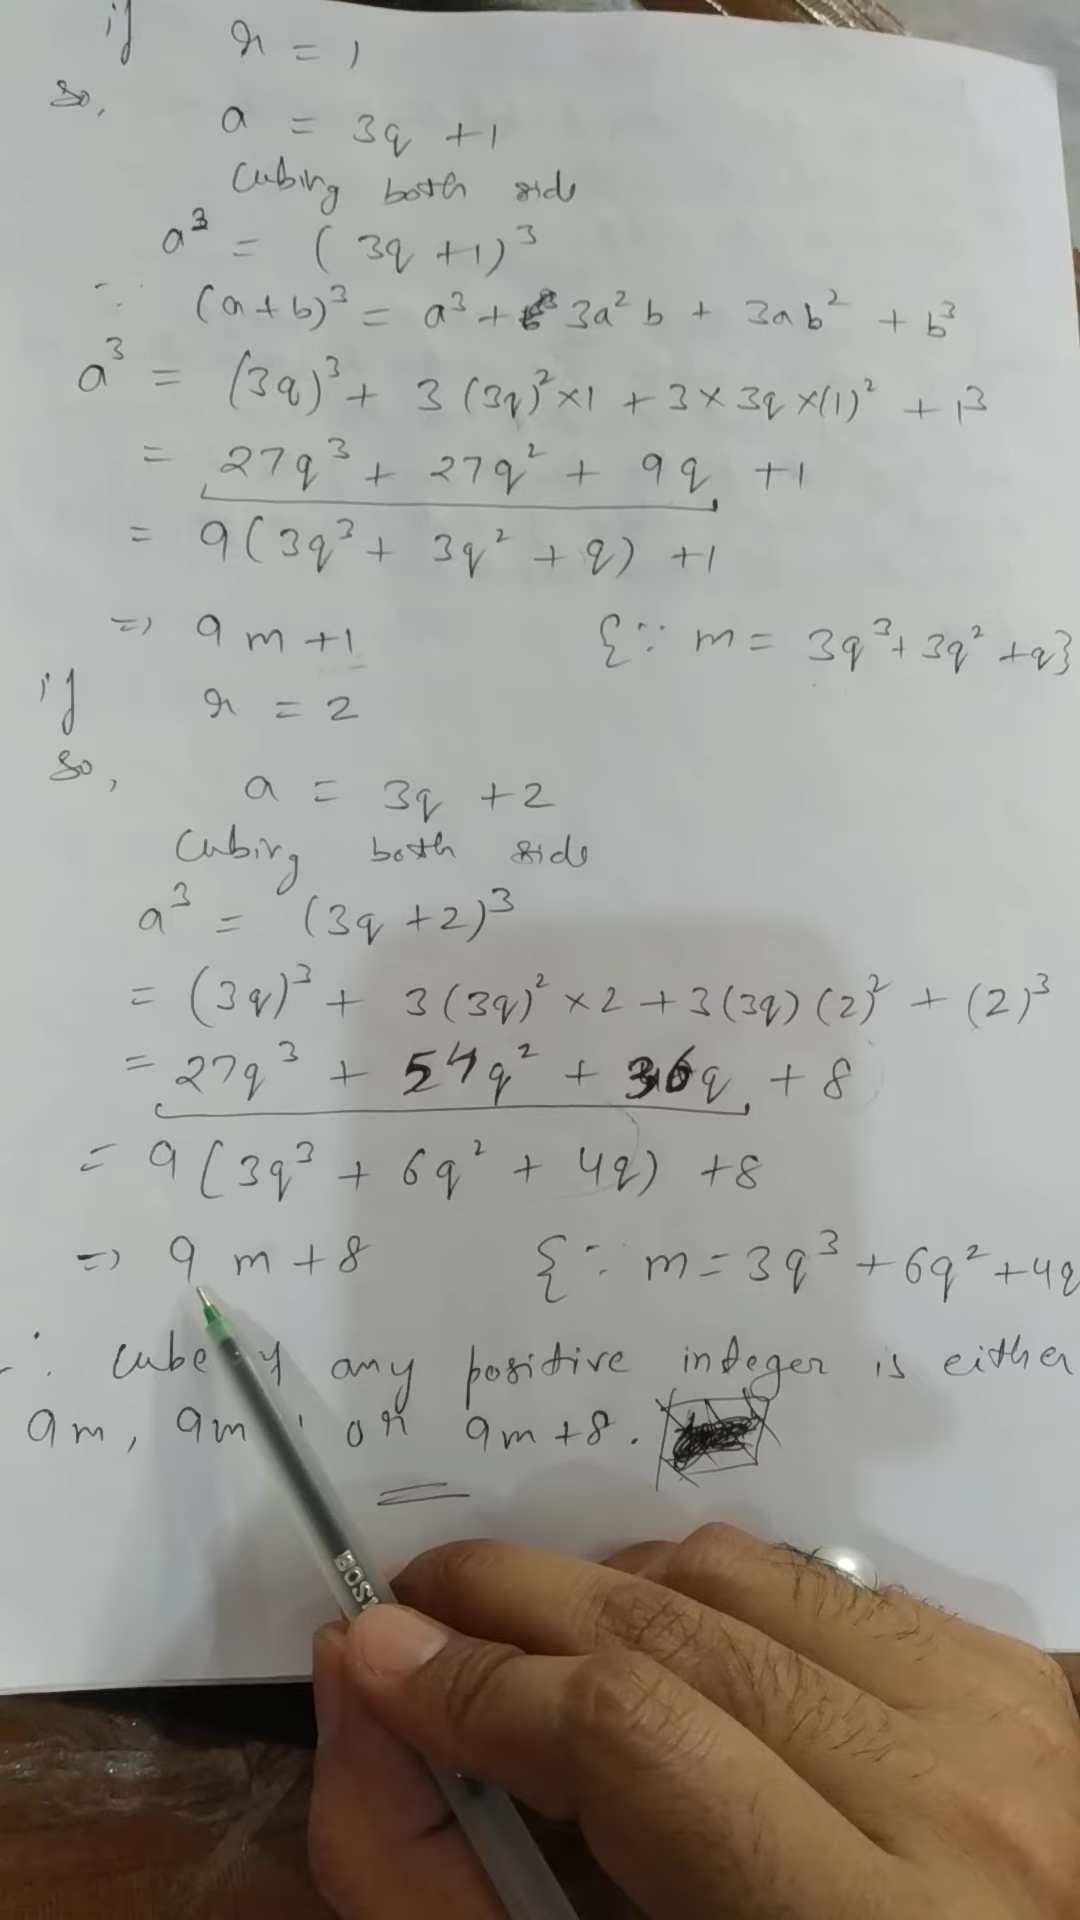 if r = 1
so,
a = 3q + 1
Cubing both side
a³ = (3q + 1)³
∵ (a + b)³ = a³ + 3a²b + 3ab² + b³
a³ = (3q)³ + 3(3q)² × 1 + 3 × 3q × (1)² + 1³
= 27q³ + 27q² + 9q + 1
= 9(3q³ + 3q² + q) + 1
⇒ 9m + 1 {∵ m = 3q³ + 3q² + q}
if r = 2
so,
a = 3q + 2
Cubing both side
a³ = (3q + 2)³
= (3q)³ + 3(3q)² × 2 + 3(3q)(2)² + (2)³
= 27q³ + 54q² + 36q + 8
= 9(3q³ + 6q² + 4q) + 8
⇒ 9m + 8 {∵ m = 3q³ + 6q² + 4q
∴ Cube of any positive integer is either
9m, 9m or 9m + 8.